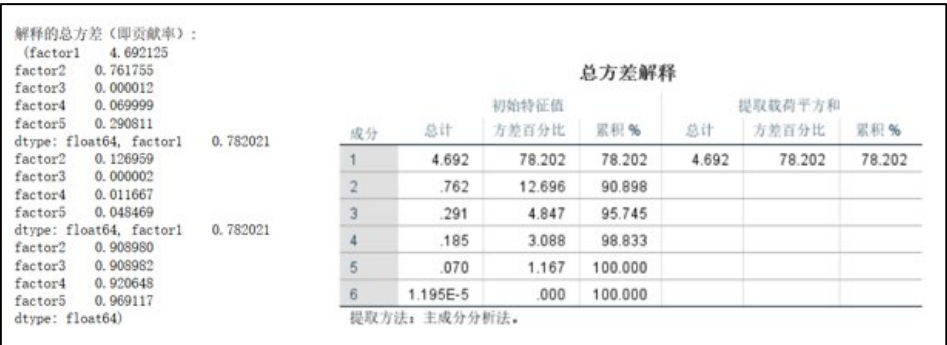 解释的总方差（即贡献率）：
(factor1 4.692125
factor2 0.761755
factor3 0.000012
factor4 0.069999
factor5 0.290811
dtype: float64, factor1 0.782021
factor2 0.126959
factor3 0.000002
factor4 0.011667
factor5 0.048469
dtype: float64, factor1 0.782021
factor2 0.908980
factor3 0.908982
factor4 0.920648
factor5 0.969117
dtype: float64)
总方差解释
初始特征值 提取载荷平方和
成分 总计 方差百分比 累积 % 总计 方差百分比 累积 %
1 4.692 78.202 78.202 4.692 78.202 78.202
2 .762 12.696 90.898
3 .291 4.847 95.745
4 .185 3.088 98.833
5 .070 1.167 100.000
6 1.195E-5 .000 100.000
提取方法：主成分分析法。